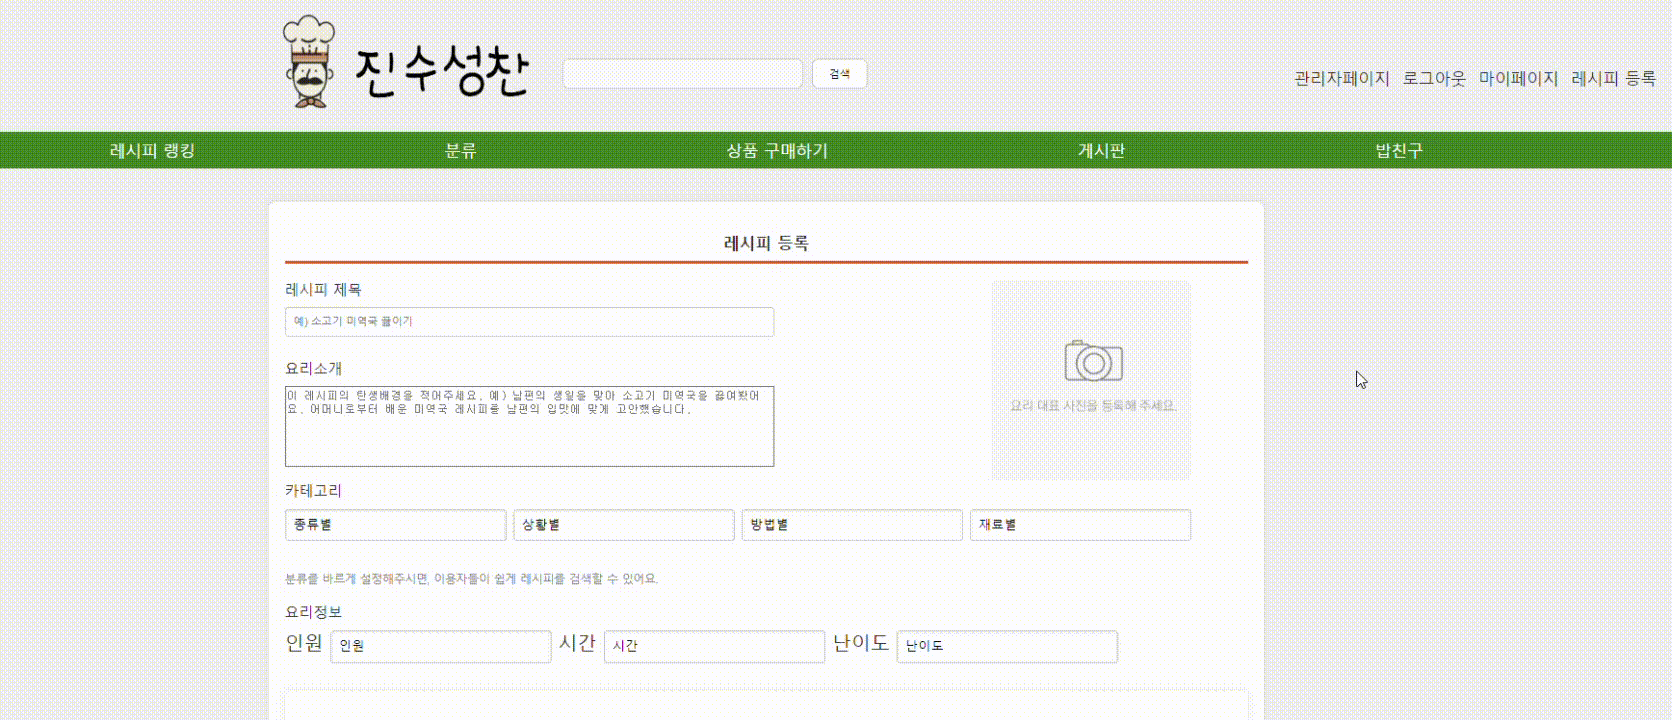 진수성찬
검색
관리자페이지 로그아웃 마이페이지 레시피 등록
레시피 랭킹 분류 상품 구매하기 게시판 밥친구
레시피 등록
레시피 제목
예) 소고기 미역국 끓이기
요리소개
이 레시피의 탄생배경을 적어주세요. 예) 남편의 생일을 맞아 소고기 미역국을 끓여봤어
요. 어머니로부터 배운 미역국 레시피를 남편의 입맛에 맞게 고안했습니다.
요리 대표 사진을 등록해 주세요.
카테고리
종류별 상황별 방법별 재료별
분류를 바르게 설정해주시면, 이용자들이 쉽게 레시피를 검색할 수 있어요.
요리정보
인원 인원 시간 시간 난이도 난이도